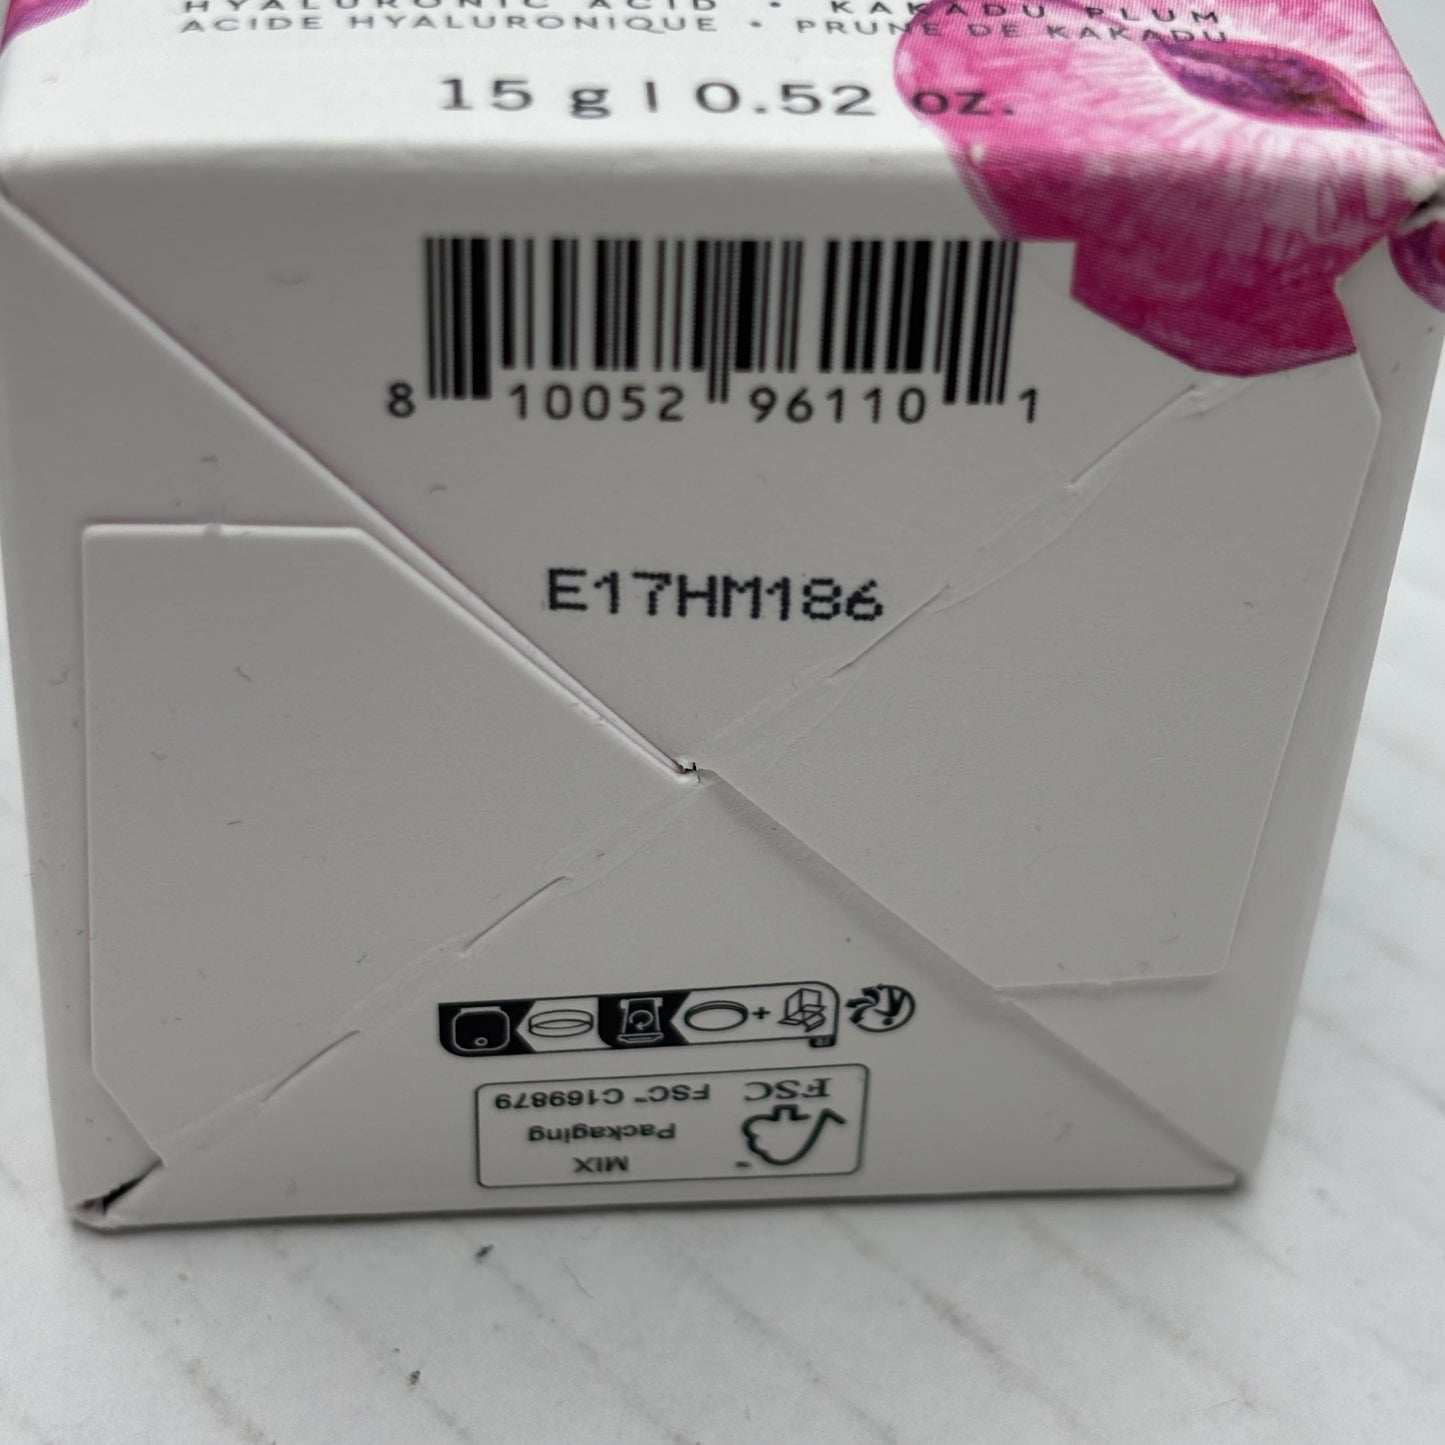 HYALURONIC ACID • KAKADU PLUM
ACIDE HYALURONIQUE • PRUNE DE KAKADU
15 g | 0.52 oz.
8 10052 96110 1
E17HM186
FR
FSC
MIX
Packaging
FSC™ C169879